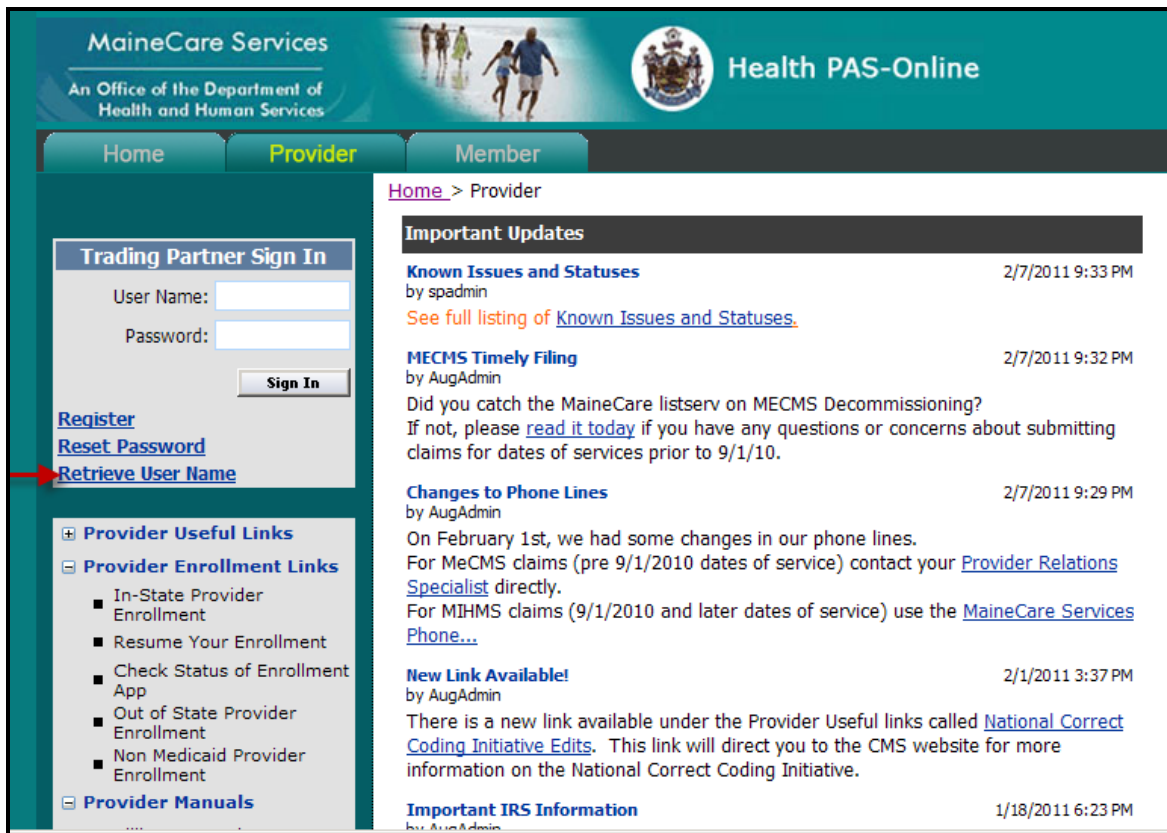 MaineCare Services
An Office of the Department of
Health and Human Services
Health PAS-Online
Home
Provider
Member
Home > Provider
Trading Partner Sign In
User Name:
Password:
Sign In
Register
Reset Password
Retrieve User Name
Provider Useful Links
Provider Enrollment Links
In-State Provider
Enrollment
Resume Your Enrollment
Check Status of Enrollment
App
Out of State Provider
Enrollment
Non Medicaid Provider
Enrollment
Provider Manuals
Important Updates
Known Issues and Statuses 2/7/2011 9:33 PM
by spadmin
See full listing of Known Issues and Statuses.
MECMS Timely Filing 2/7/2011 9:32 PM
by AugAdmin
Did you catch the MaineCare listserv on MECMS Decommissioning?
If not, please read it today if you have any questions or concerns about submitting
claims for dates of services prior to 9/1/10.
Changes to Phone Lines 2/7/2011 9:29 PM
by AugAdmin
On February 1st, we had some changes in our phone lines.
For MeCMS claims (pre 9/1/2010 dates of service) contact your Provider Relations
Specialist directly.
For MIHMS claims (9/1/2010 and later dates of service) use the MaineCare Services
Phone...
New Link Available! 2/1/2011 3:37 PM
by AugAdmin
There is a new link available under the Provider Useful links called National Correct
Coding Initiative Edits. This link will direct you to the CMS website for more
information on the National Correct Coding Initiative.
Important IRS Information 1/18/2011 6:23 PM
by AugAdmin